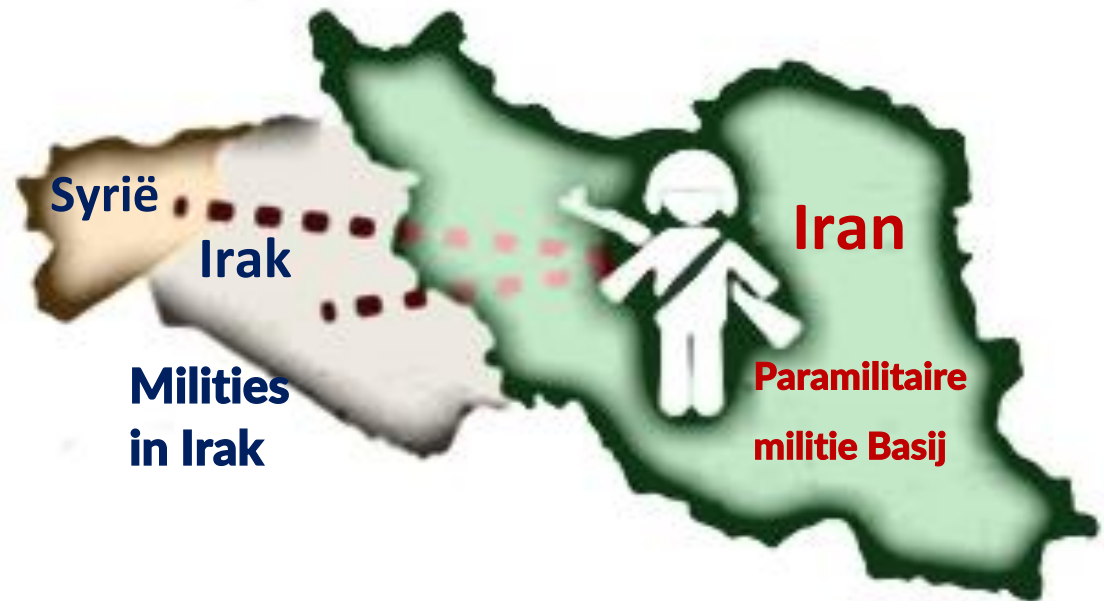 Syrië
Irak
Iran
Milities
in Irak
Paramilitaire
militie Basij